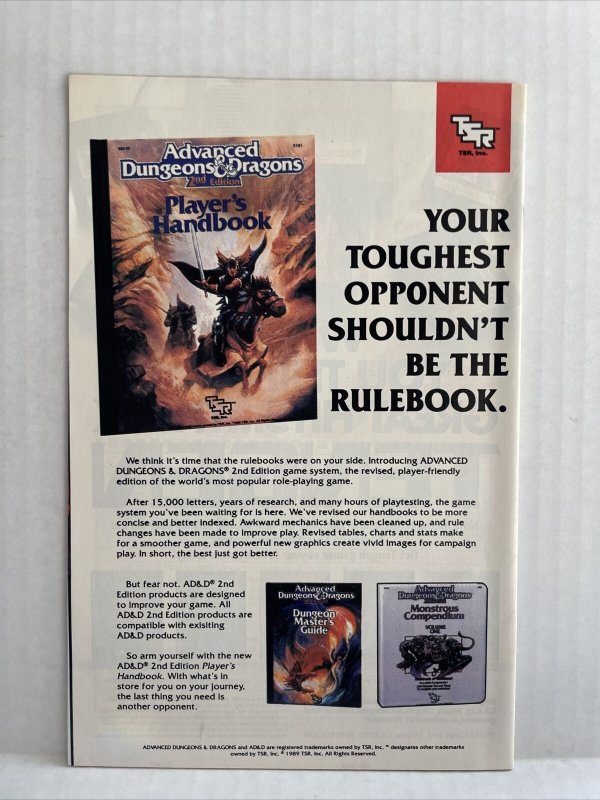 TSR
TSR, Inc.
Advanced
Dungeons & Dragons
2nd Edition
Player's
Handbook
TSR
TSR, Inc.
YOUR
TOUGHEST
OPPONENT
SHOULDN'T
BE THE
RULEBOOK.
We think it's time that the rulebooks were on your side. Introducing ADVANCED
DUNGEONS & DRAGONS® 2nd Edition game system, the revised, player-friendly
edition of the world's most popular role-playing game.
After 15,000 letters, years of research, and many hours of playtesting, the game
system you've been waiting for is here. We've revised our handbooks to be more
concise and better indexed. Awkward mechanics have been cleaned up, and rule
changes have been made to improve play. Revised tables, charts and stats make
for a smoother game, and powerful new graphics create vivid images for campaign
play. In short, the best just got better.
But fear not. AD&D® 2nd
Edition products are designed
to improve your game. All
AD&D 2nd Edition products are
compatible with exisiting
AD&D products.
So arm yourself with the new
AD&D® 2nd Edition Player's
Handbook. With what's in
store for you on your journey,
the last thing you need is
another opponent.
Advanced
Dungeons & Dragons
Dungeon
Master's
Guide
Advanced
Dungeons & Dragons
Monstrous
Compendium
VOLUME
ONE
ADVANCED DUNGEONS & DRAGONS and AD&D are registered trademarks owned by TSR, Inc. ™ designates other trademarks
owned by TSR, Inc. © 1989 TSR, Inc. All Rights Reserved.